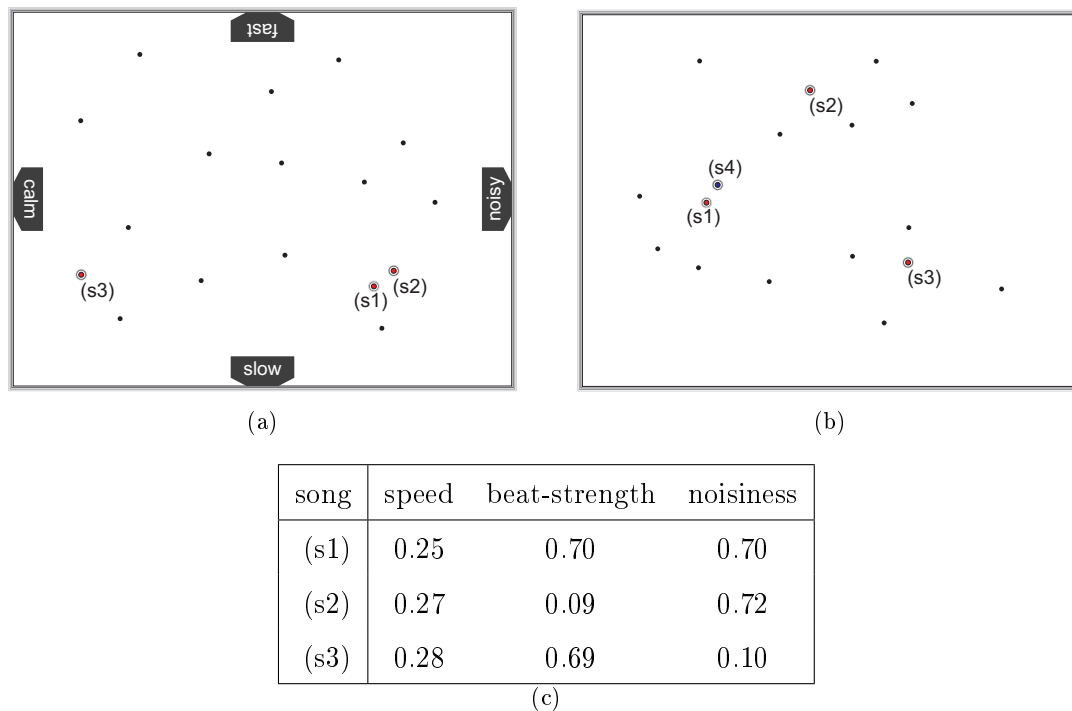 fast
calm
noisy
(s3)
(s1)
(s2)
slow
(a)
(s2)
(s4)
(s1)
(s3)
(b)
song speed beat-strength noisiness
(s1) 0.25 0.70 0.70
(s2) 0.27 0.09 0.72
(s3) 0.28 0.69 0.10
(c)